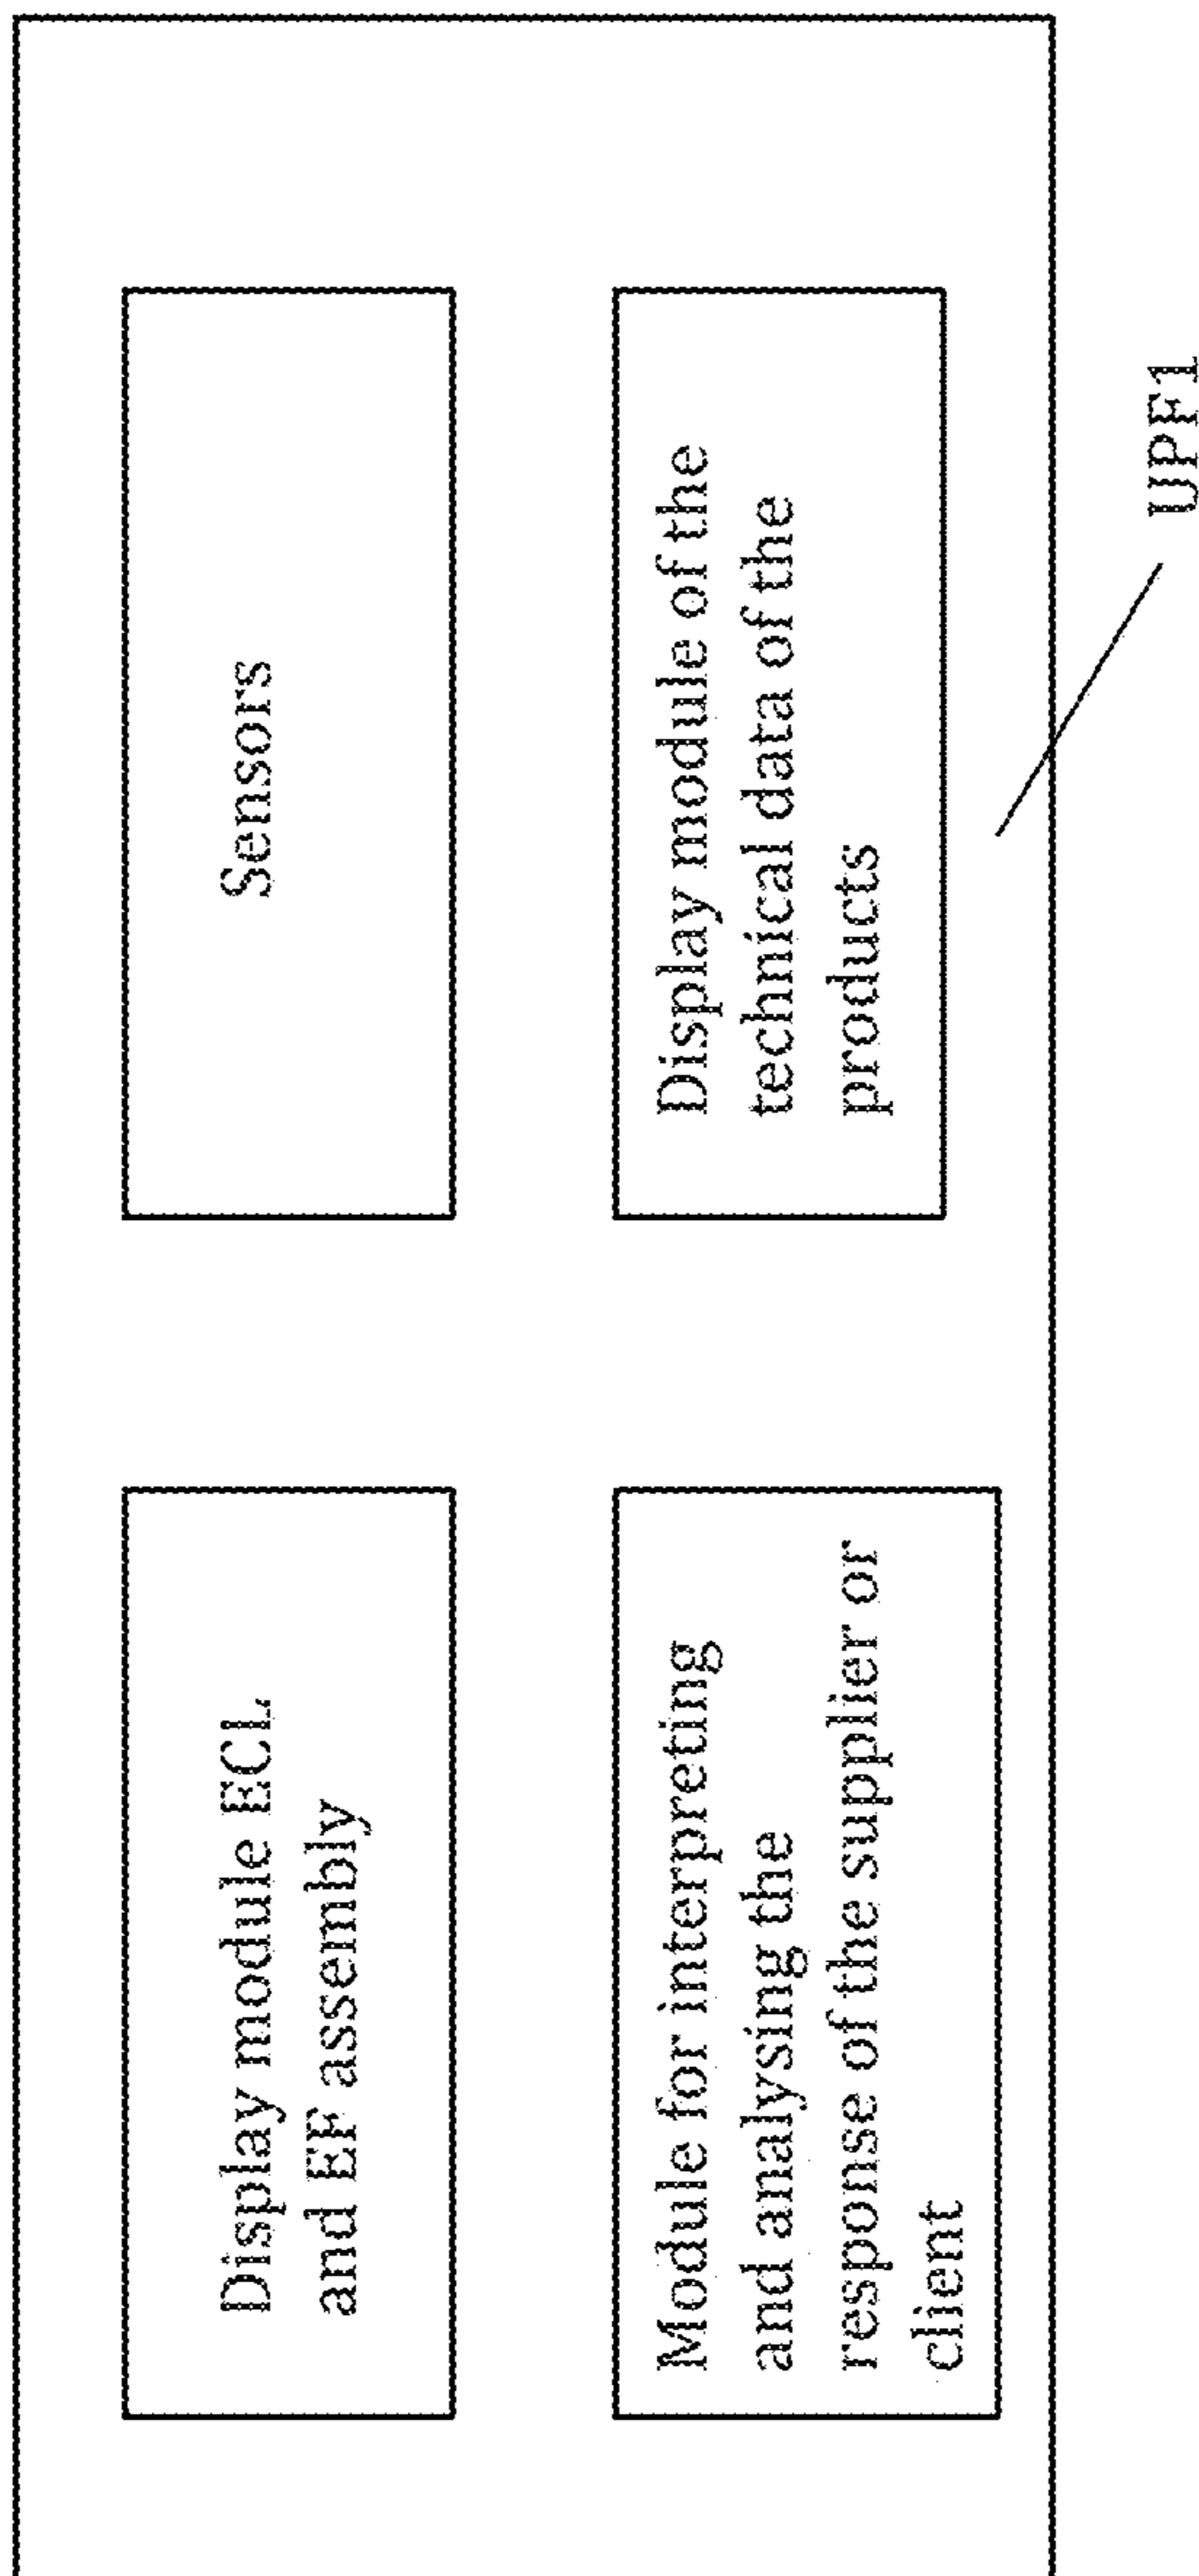 Display module ECL
and EF assembly
Sensors
Module for interpreting
and analysing the
response of the supplier or
client
Display module of the
technical data of the
products
UPF1